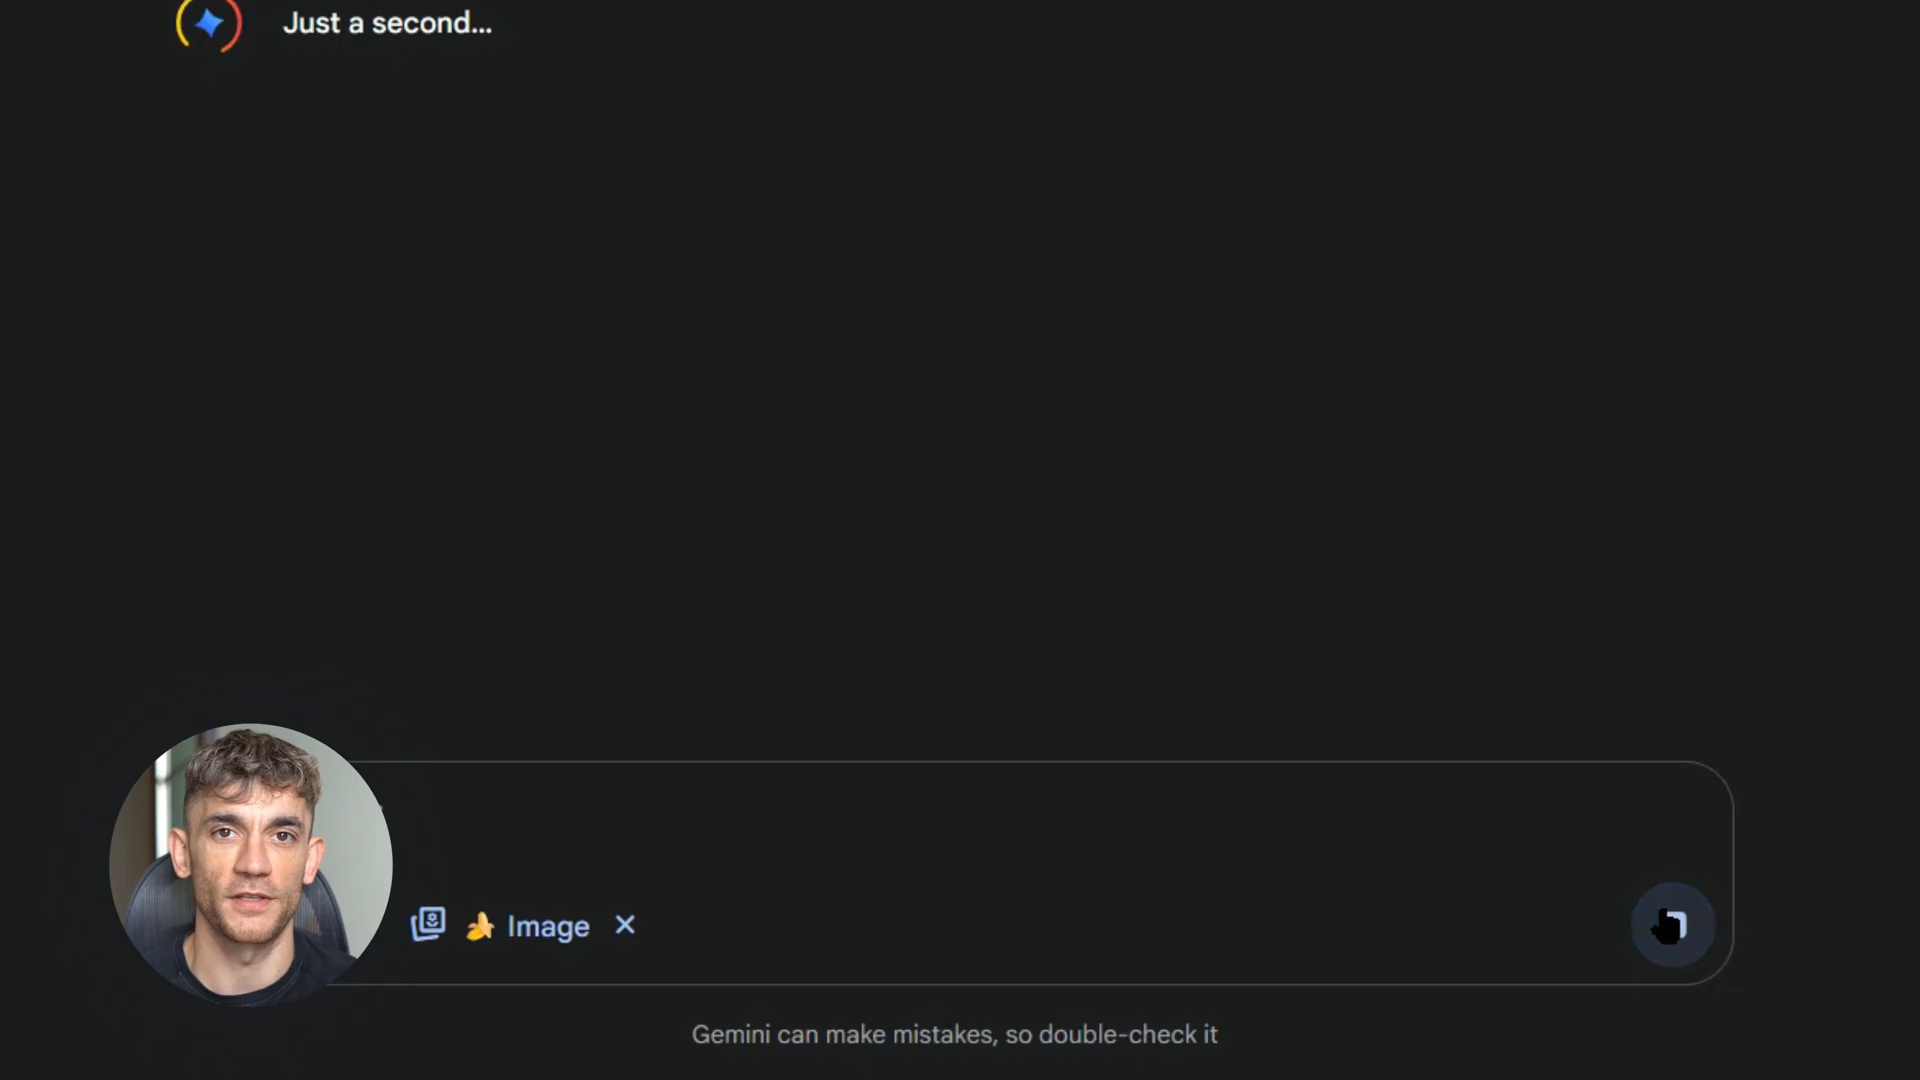 Just a second...
Image
Gemini can make mistakes, so double-check it